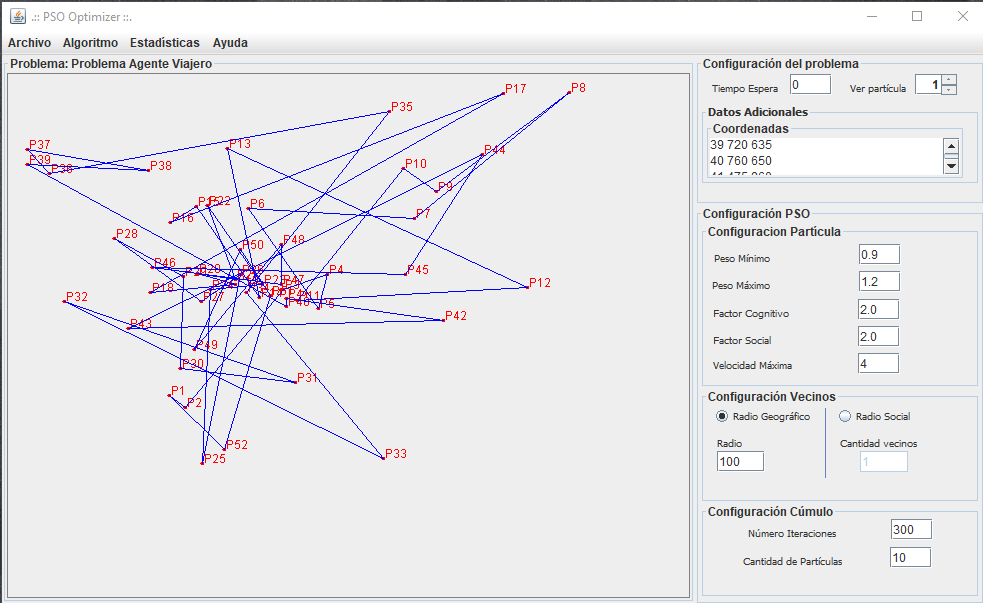 .:: PSO Optimizer ::.
Archivo Algoritmo Estadísticas Ayuda
Problema: Problema Agente Viajero
P17
P8
P35
P13
P44
P37
P39
P36
P38
P10
P9
P15
P22
P6
P7
P16
P28
P50
P48
P46
P20
P4
P45
P18
P27
P12
P32
P5
P43
P42
P49
P30
P31
P1
P2
P52
P25
P33
Configuración del problema
Tiempo Espera 0 Ver partícula 1
Datos Adicionales
Coordenadas
39 720 635
40 760 650
Configuración PSO
Configuracion Partícula
Peso Mínimo 0.9
Peso Máximo 1.2
Factor Cognitivo 2.0
Factor Social 2.0
Velocidad Máxima 4
Configuración Vecinos
Radio Geográfico Radio Social
Radio Cantidad vecinos
100 1
Configuración Cúmulo
Número Iteraciones 300
Cantidad de Partículas 10